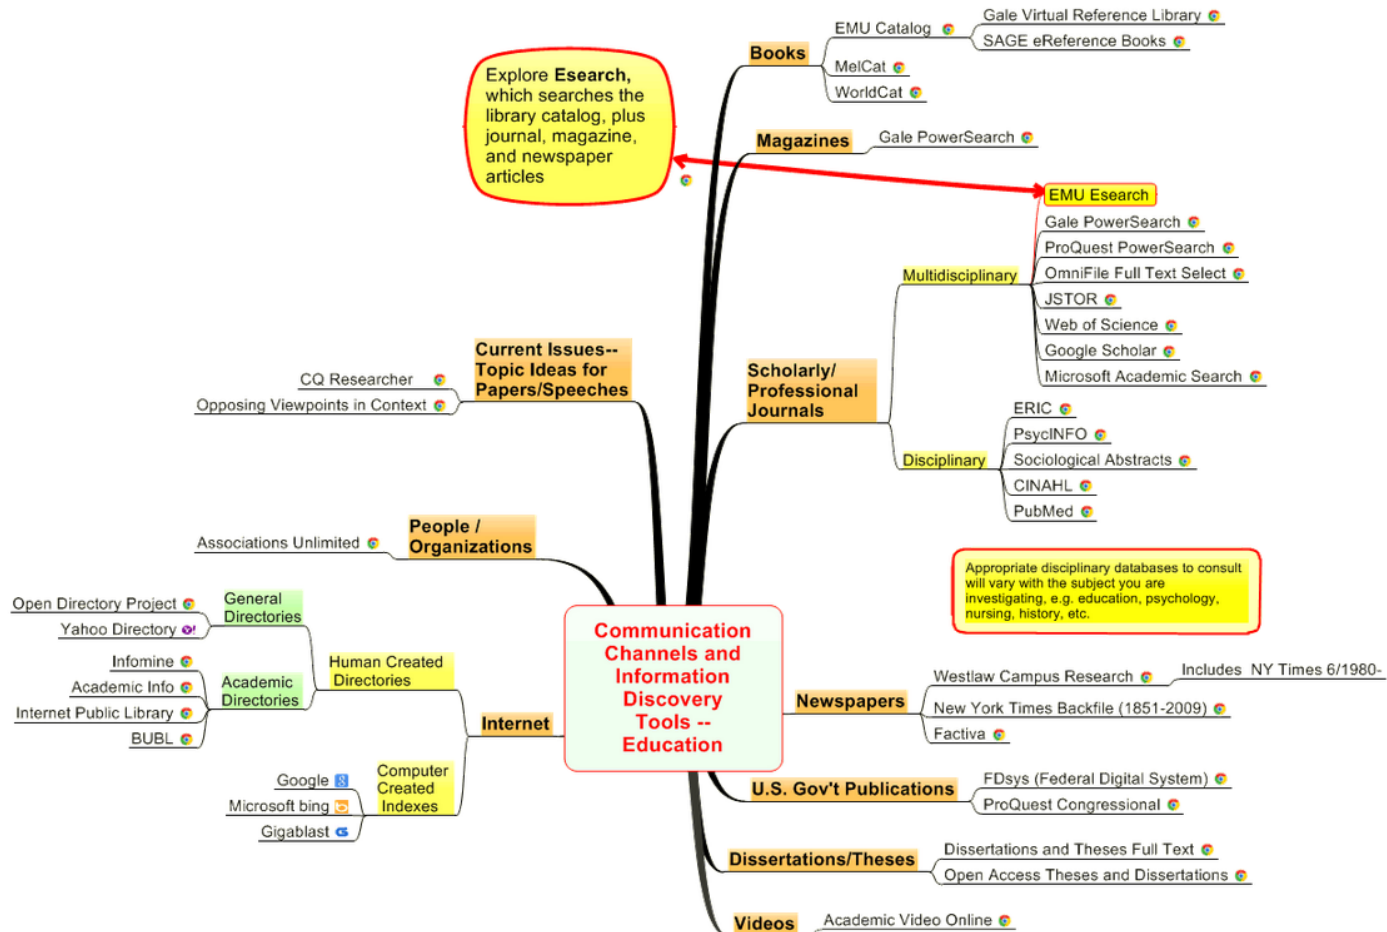 Gale Virtual Reference Library
EMU Catalog
SAGE eReference Books
Books
MelCat
WorldCat
Explore Esearch,
which searches the
library catalog, plus
journal, magazine,
and newspaper
articles
Magazines
Gale PowerSearch
EMU Esearch
Gale PowerSearch
ProQuest PowerSearch
OmniFile Full Text Select
Multidisciplinary
JSTOR
Web of Science
Google Scholar
Microsoft Academic Search
Scholarly/
Professional
Journals
ERIC
PsycINFO
Disciplinary
Sociological Abstracts
CINAHL
PubMed
Appropriate disciplinary databases to consult
will vary with the subject you are
investigating, e.g. education, psychology,
nursing, history, etc.
Current Issues--
Topic Ideas for
Papers/Speeches
CQ Researcher
Opposing Viewpoints in Context
People /
Organizations
Associations Unlimited
Communication
Channels and
Information
Discovery
Tools --
Education
General
Directories
Open Directory Project
Yahoo Directory
Human Created
Directories
Infomine
Academic
Directories
Academic Info
Internet Public Library
BUBL
Internet
Computer
Created
Indexes
Google
Microsoft bing
Gigablast
Newspapers
Westlaw Campus Research
Includes NY Times 6/1980-
New York Times Backfile (1851-2009)
Factiva
U.S. Gov't Publications
FDsys (Federal Digital System)
ProQuest Congressional
Dissertations/Theses
Dissertations and Theses Full Text
Open Access Theses and Dissertations
Videos
Academic Video Online